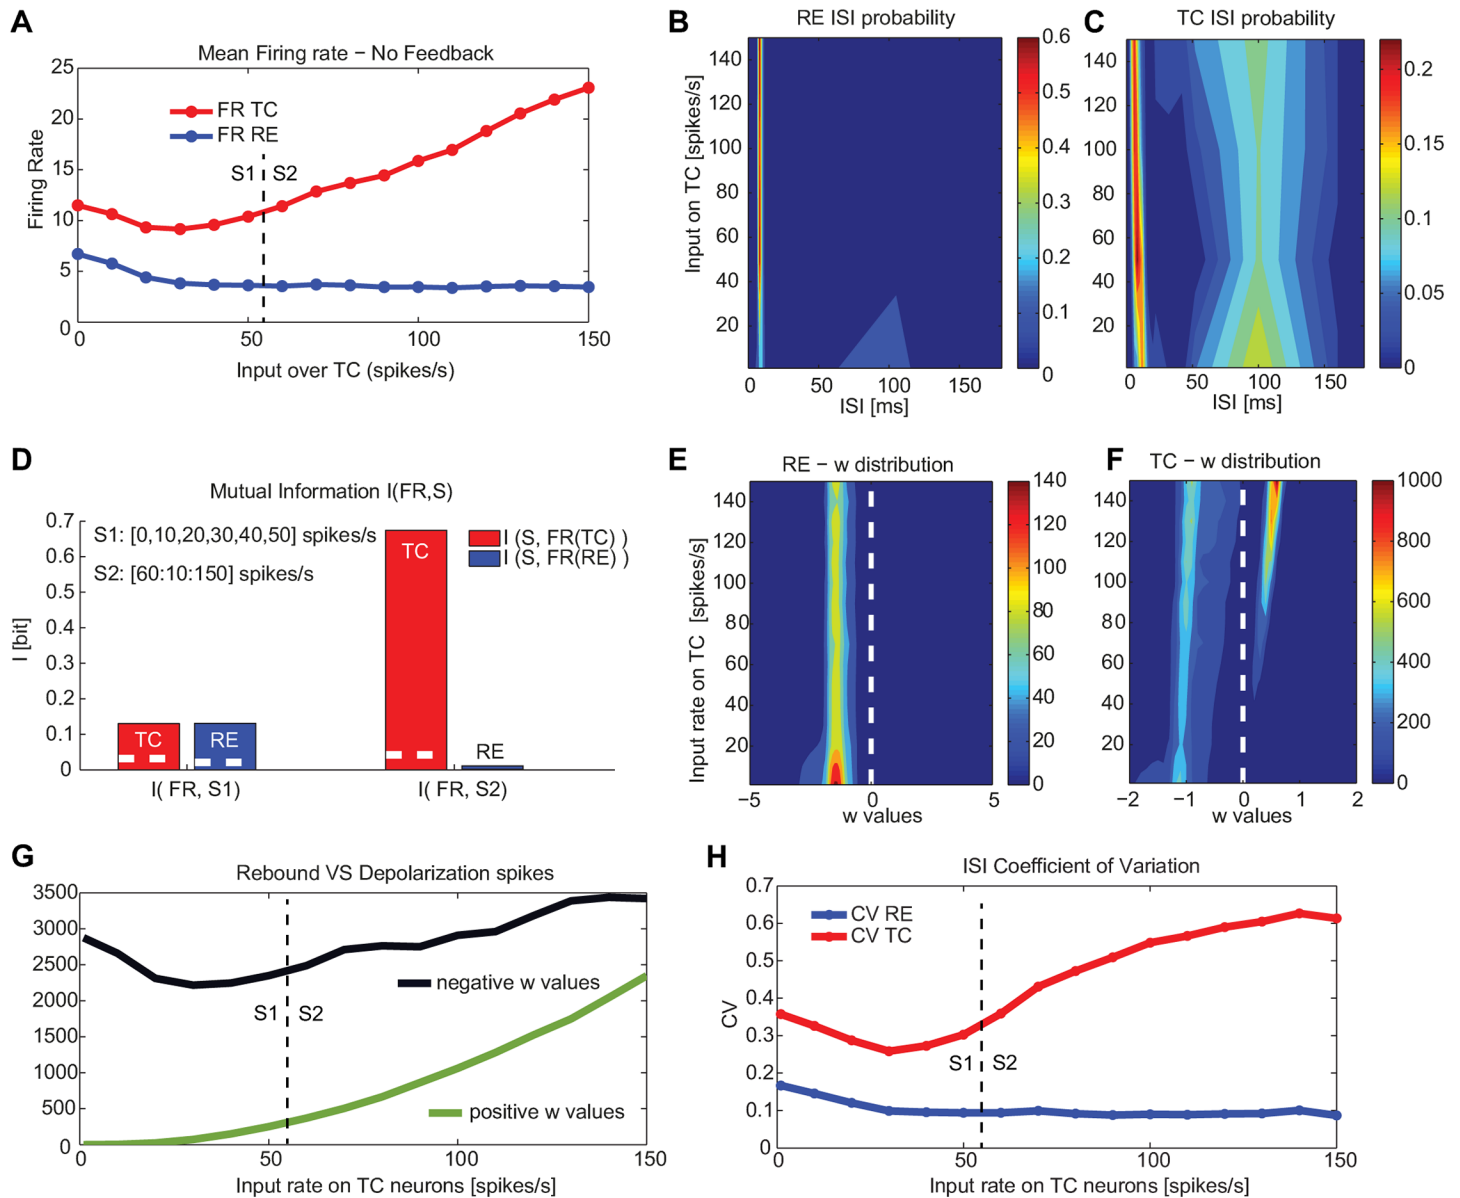 A
Mean Firing rate − No Feedback
Firing Rate
25
20
15
10
5
0
FR TC
FR RE
S1 S2
0 50 100 150
Input over TC (spikes/s)
B
RE ISI probability
Input on TC [spikes/s]
140
120
100
80
60
40
20
0 50 100 150
ISI [ms]
0.6
0.5
0.4
0.3
0.2
0.1
0
C
TC ISI probability
140
120
100
80
60
40
20
0 50 100 150
ISI [ms]
0.2
0.15
0.1
0.05
0
D
Mutual Information I(FR,S)
I [bit]
0.7
0.6
0.5
0.4
0.3
0.2
0.1
0
S1: [0,10,20,30,40,50] spikes/s
S2: [60:10:150] spikes/s
I (S, FR(TC) )
I (S, FR(RE) )
TC
RE
TC
RE
I( FR, S1)
I( FR, S2)
E
RE − w distribution
Input rate on TC [spikes/s]
140
120
100
80
60
40
20
−5 0 5
w values
140
120
100
80
60
40
20
0
F
TC − w distribution
140
120
100
80
60
40
20
−2 −1 0 1 2
w values
1000
800
600
400
200
0
G
Rebound VS Depolarization spikes
3500
3000
2500
2000
1500
1000
500
0
negative w values
S1 S2
positive w values
0 50 100 150
Input rate on TC neurons [spikes/s]
H
ISI Coefficient of Variation
CV
0.7
0.6
0.5
0.4
0.3
0.2
0.1
0
CV RE
CV TC
S1 S2
0 50 100 150
Input rate on TC neurons [spikes/s]